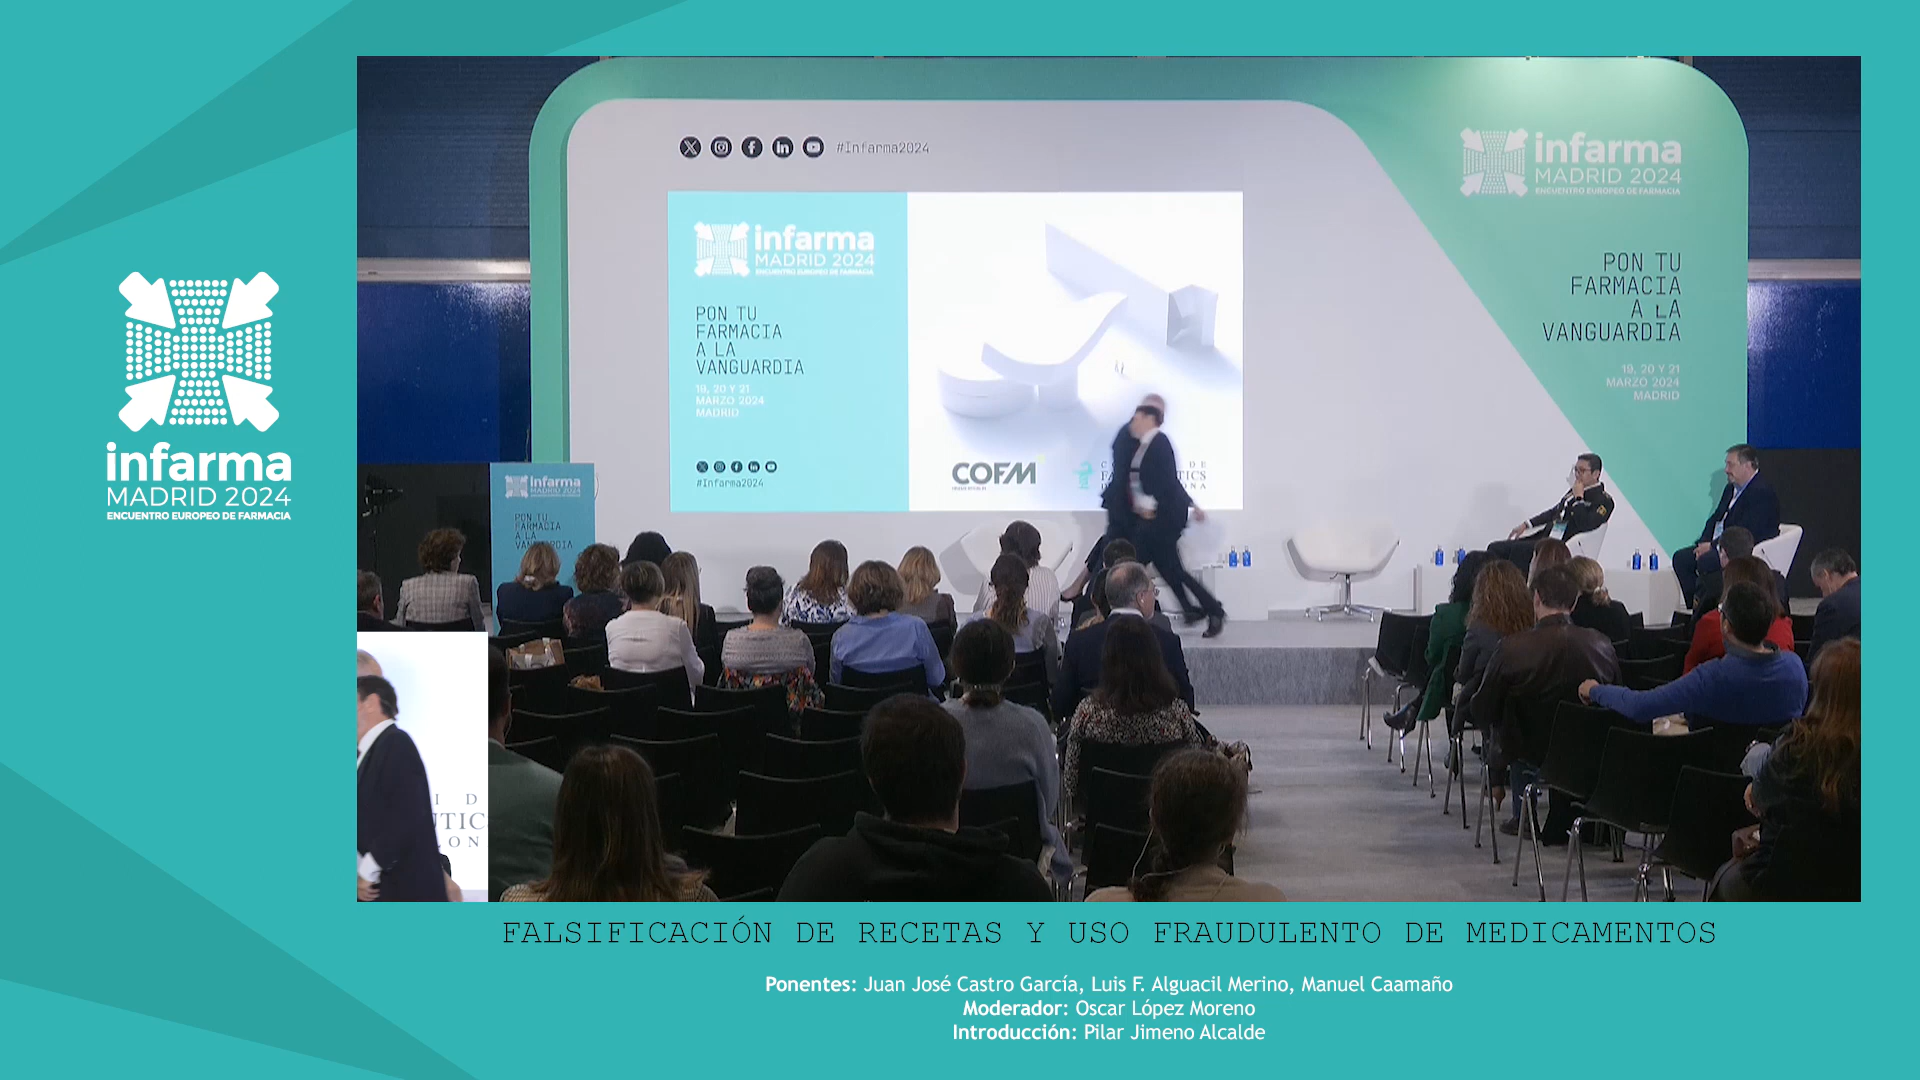 infarma
MADRID 2024
ENCUENTRO EUROPEO DE FARMACIA
#Infarma2024
infarma
MADRID 2024
ENCUENTRO EUROPEO DE FARMACIA
PON TU
FARMACIA
A LA
VANGUARDIA
19, 20 Y 21
MARZO 2024
MADRID
#Infarma2024
COFM
infarma
MADRID 2024
ENCUENTRO EUROPEO DE FARMACIA
PON TU
FARMACIA
A LA
VANGUARDIA
19, 20 Y 21
MARZO 2024
MADRID
infarma
MADRID 2024
PON TU
FARMACIA
A LA
VANGUARDIA
FALSIFICACIÓN DE RECETAS Y USO FRAUDULENTO DE MEDICAMENTOS
Ponentes: Juan José Castro García, Luis F. Alguacil Merino, Manuel Caamaño
Moderador: Oscar López Moreno
Introducción: Pilar Jimeno Alcalde